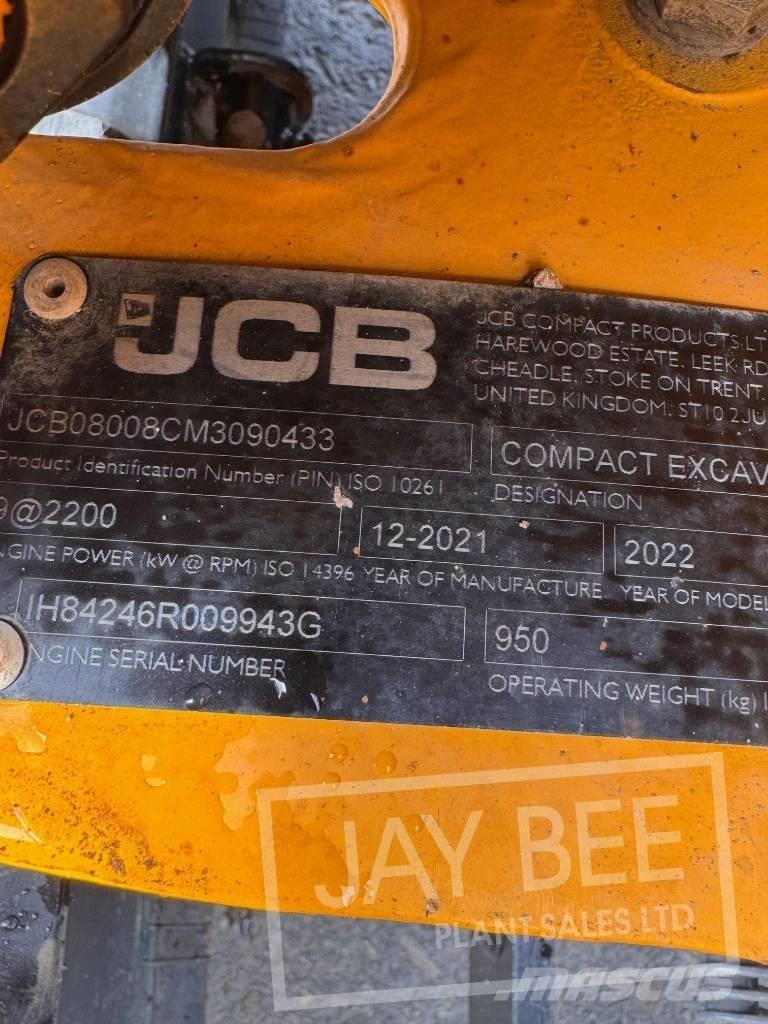 JCB
JCB COMPACT PRODUCTS LT
HAREWOOD ESTATE. LEEK RD
CHEADLE. STOKE ON TRENT.
UNITED KINGDOM. ST10 2JU
JCB08008CM3090433
Product Identification Number (PIN) ISO 10261
COMPACT EXCAV
DESIGNATION
9@2200
NGINE POWER (kW @ RPM) ISO 14396
12-2021
YEAR OF MANUFACTURE
2022
YEAR OF MODEL
IH84246R009943G
NGINE SERIAL NUMBER
950
OPERATING WEIGHT (kg) I
JAY BEE
PLANT SALES LTD
MASCUS